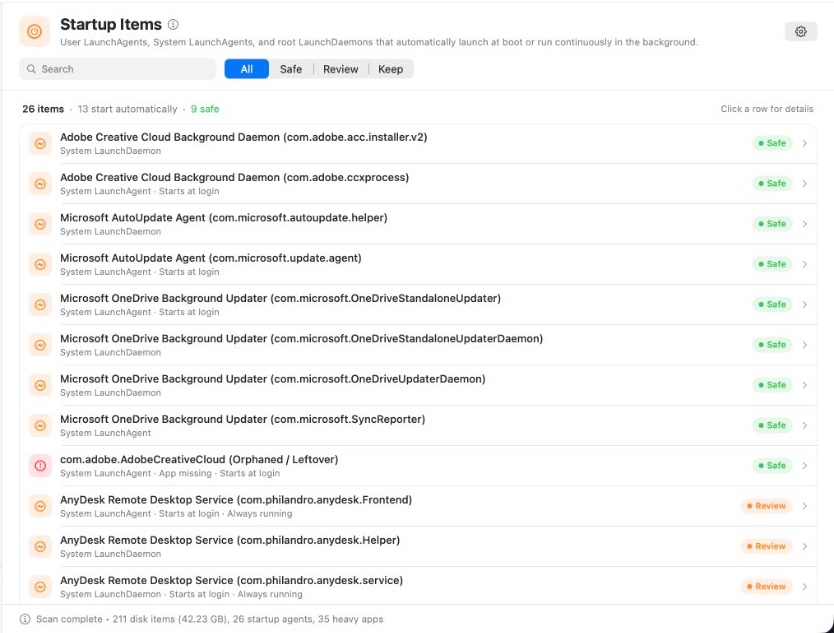 Startup Items
User LaunchAgents, System LaunchAgents, and root LaunchDaemons that automatically launch at boot or run continuously in the background.
Search
All Safe Review Keep
26 items · 13 start automatically · 9 safe
Click a row for details
Adobe Creative Cloud Background Daemon (com.adobe.acc.installer.v2)
System LaunchDaemon
Safe
Adobe Creative Cloud Background Daemon (com.adobe.ccxprocess)
System LaunchAgent · Starts at login
Safe
Microsoft AutoUpdate Agent (com.microsoft.autoupdate.helper)
System LaunchDaemon
Safe
Microsoft AutoUpdate Agent (com.microsoft.update.agent)
System LaunchAgent · Starts at login
Safe
Microsoft OneDrive Background Updater (com.microsoft.OneDriveStandaloneUpdater)
System LaunchAgent · Starts at login
Safe
Microsoft OneDrive Background Updater (com.microsoft.OneDriveStandaloneUpdaterDaemon)
System LaunchDaemon
Safe
Microsoft OneDrive Background Updater (com.microsoft.OneDriveUpdaterDaemon)
System LaunchDaemon
Safe
Microsoft OneDrive Background Updater (com.microsoft.SyncReporter)
System LaunchAgent
Safe
com.adobe.AdobeCreativeCloud (Orphaned / Leftover)
System LaunchAgent · App missing · Starts at login
Safe
AnyDesk Remote Desktop Service (com.philandro.anydesk.Frontend)
System LaunchAgent · Starts at login · Always running
Review
AnyDesk Remote Desktop Service (com.philandro.anydesk.Helper)
System LaunchDaemon
Review
AnyDesk Remote Desktop Service (com.philandro.anydesk.service)
System LaunchDaemon · Starts at login · Always running
Review
Scan complete • 211 disk items (42.23 GB), 26 startup agents, 35 heavy apps